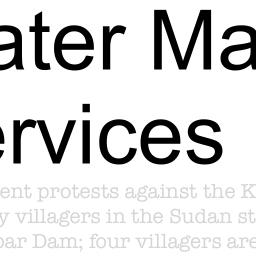 ater Ma
ervices
ent protests against the K
y villagers in the Sudan st
bar Dam; four villagers are